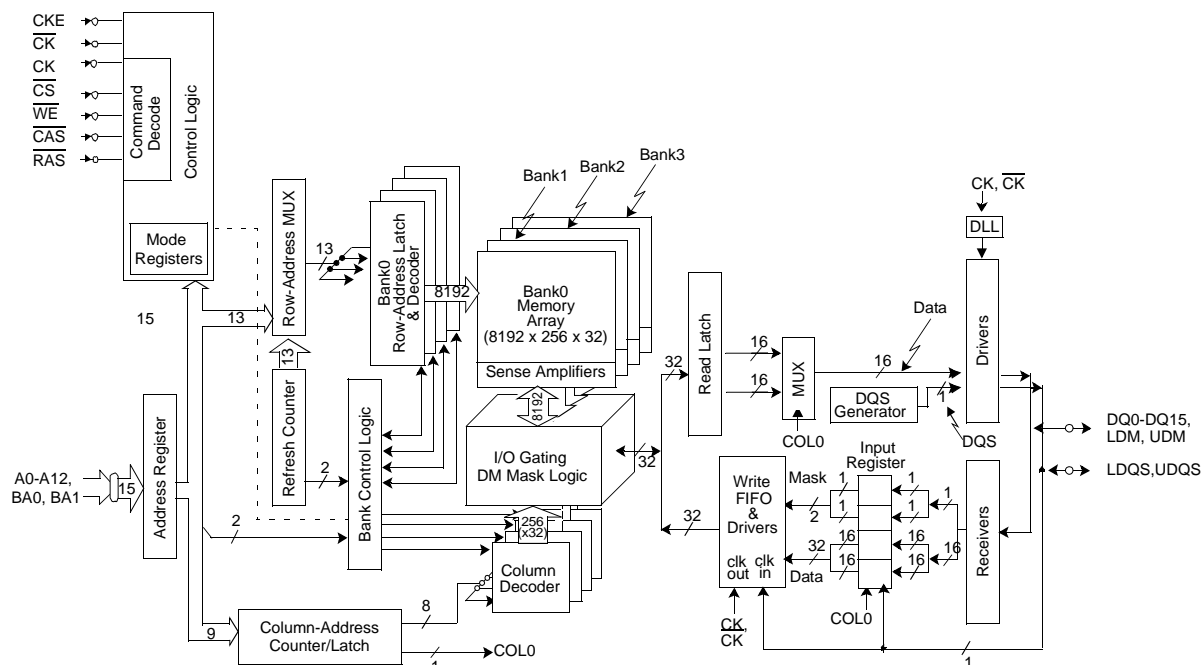 CKE
CK
CK
CS
WE
CAS
RAS
Command
Decode
Control Logic
Mode
Registers
15
13
Row-Address MUX
13
Refresh Counter
13
Bank0
Row-Address Latch
& Decoder
8192
Bank1
Bank2
Bank3
Bank0
Memory
Array
(8192 x 256 x 32)
Sense Amplifiers
8192
I/O Gating
DM Mask Logic
2
Bank Control Logic
A0-A12,
BA0, BA1
15
Address Register
2
9
Column-Address
Counter/Latch
8
1
COL0
256
(x32)
Column
Decoder
32
32
32
Read Latch
16
16
MUX
COL0
16
Data
DQS
Generator
1
DQS
CK, CK
DLL
Drivers
DQ0-DQ15,
LDM, UDM
LDQS,UDQS
Input
Register
Write
FIFO
&
Drivers
clk
out
clk
in
Mask
2
32
Data
1
1
16
16
1
1
16
16
1
16
COL0
Receivers
CK,
CK
1